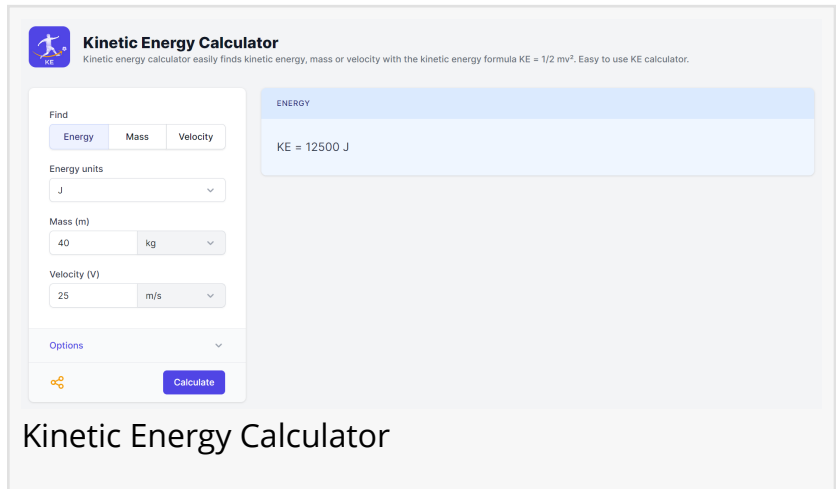 KE
Kinetic Energy Calculator
Kinetic energy calculator easily finds kinetic energy, mass or velocity with the kinetic energy formula KE = 1/2 mv². Easy to use KE calculator.
Find
Energy Mass Velocity
Energy units
J
Mass (m)
40 kg
Velocity (V)
25 m/s
Options
Calculate
ENERGY
KE = 12500 J
Kinetic Energy Calculator